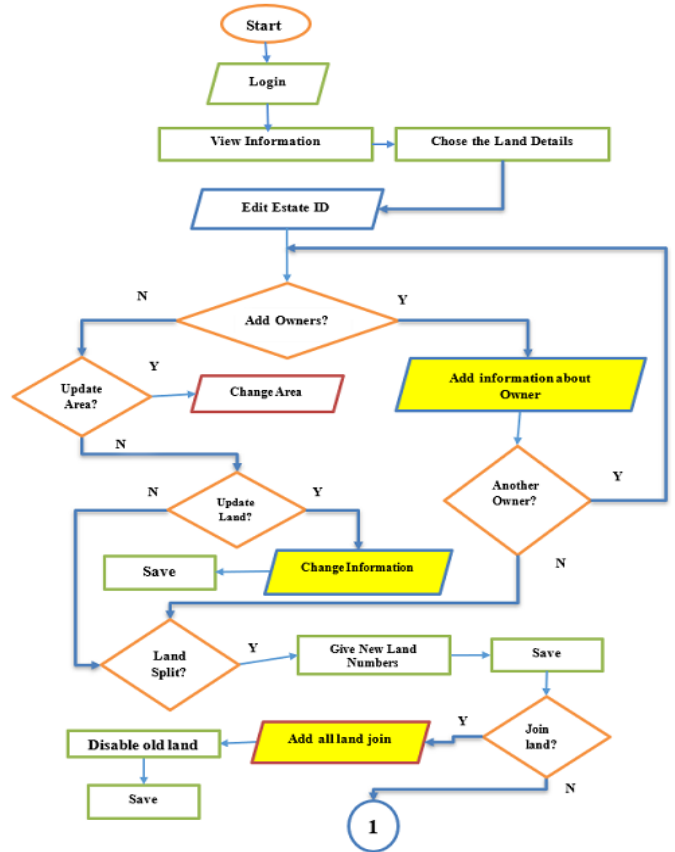 Start
Login
View Information
Chose the Land Details
Edit Estate ID
N
Y
Add Owners?
Y
Update
Area?
Change Area
Add information about
Owner
N
N
Y
Update
Land?
Another
Owner?
Y
Save
Change Information
N
Land
Split?
Y
Give New Land
Numbers
Save
Y
Join
land?
Add all land join
Disable old land
N
Save
1